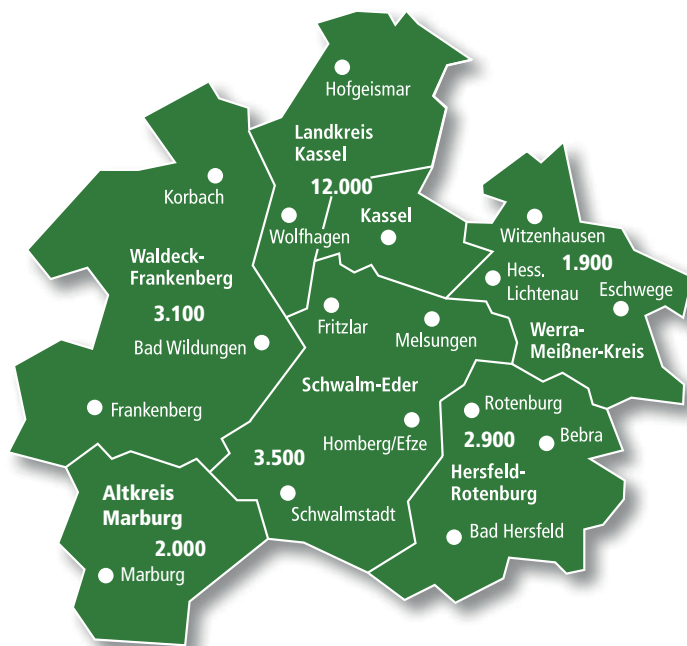 Hofgeismar
Landkreis
Kassel
12.000
Kassel
Wolfhagen
Korbach
Waldeck-
Frankenberg
3.100
Bad Wildungen
Frankenberg
Witzenhausen
1.900
Hess.
Lichtenau
Eschwege
Werra-
Meißner-Kreis
Fritzlar
Melsungen
Schwalm-Eder
Homberg/Efze
3.500
Schwalmstadt
Rotenburg
2.900
Bebra
Hersfeld-
Rotenburg
Bad Hersfeld
Altkreis
Marburg
2.000
Marburg